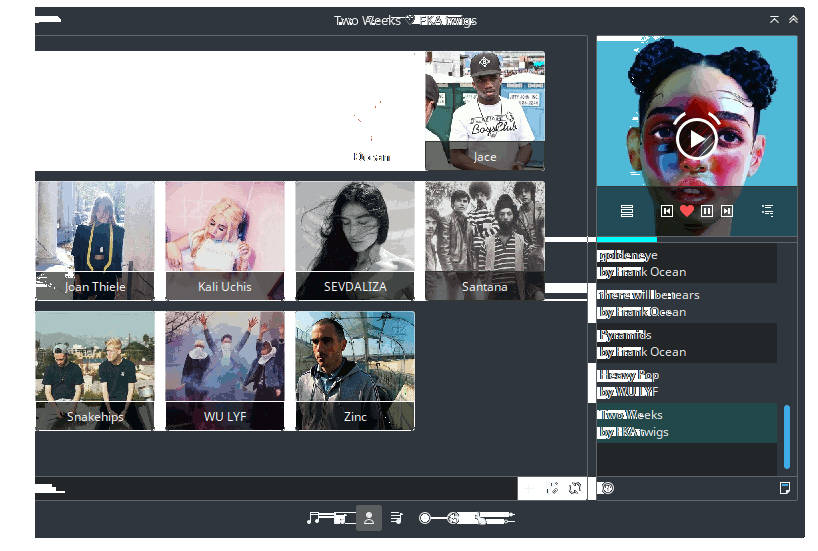 Two Weeks ♡ FKA twigs
Ocean
Jace
Joan Thiele
Kali Uchis
SEVDALIZA
Santana
Snakehips
WU LYF
Zinc
goldeneye
by Frank Ocean
there will be tears
by Frank Ocean
Pyramids
by Frank Ocean
Heavy Pop
by WU LYF
Two Weeks
by FKA twigs